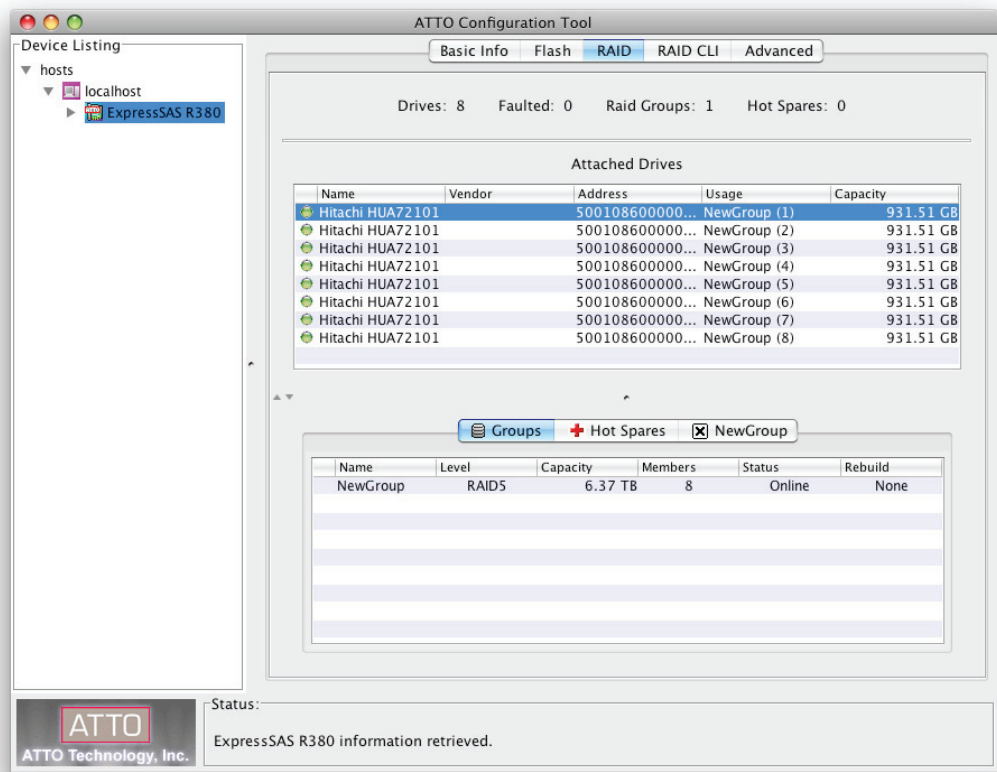 ATTO Configuration Tool
Device Listing
hosts
localhost
ExpressSAS R380
Basic Info Flash RAID RAID CLI Advanced
Drives: 8 Faulted: 0 Raid Groups: 1 Hot Spares: 0
Attached Drives
Name Vendor Address Usage Capacity
Hitachi HUA72101 500108600000... NewGroup (1) 931.51 GB
Hitachi HUA72101 500108600000... NewGroup (2) 931.51 GB
Hitachi HUA72101 500108600000... NewGroup (3) 931.51 GB
Hitachi HUA72101 500108600000... NewGroup (4) 931.51 GB
Hitachi HUA72101 500108600000... NewGroup (5) 931.51 GB
Hitachi HUA72101 500108600000... NewGroup (6) 931.51 GB
Hitachi HUA72101 500108600000... NewGroup (7) 931.51 GB
Hitachi HUA72101 500108600000... NewGroup (8) 931.51 GB
Groups Hot Spares NewGroup
Name Level Capacity Members Status Rebuild
NewGroup RAID5 6.37 TB 8 Online None
ATTO
ATTO Technology, Inc.
Status:
ExpressSAS R380 information retrieved.